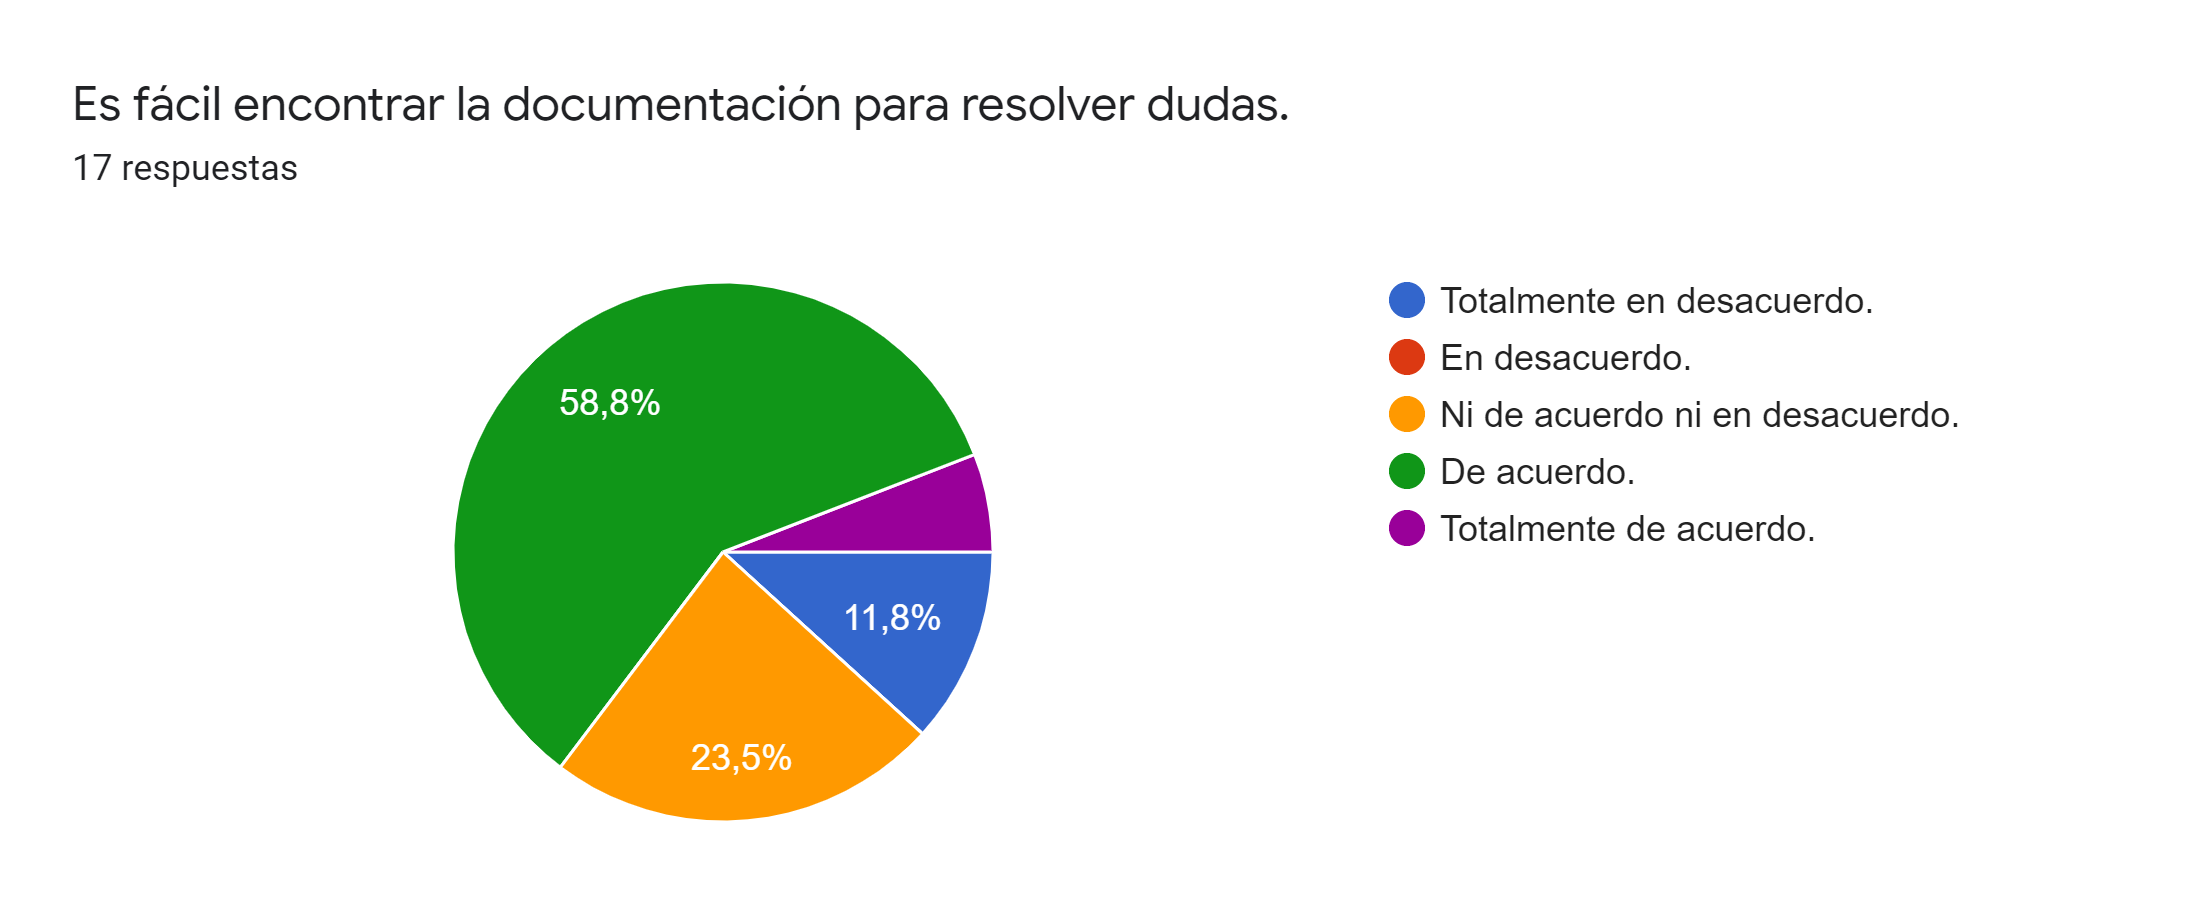 Es fácil encontrar la documentación para resolver dudas.
17 respuestas
58,8%
11,8%
23,5%
Totalmente en desacuerdo.
En desacuerdo.
Ni de acuerdo ni en desacuerdo.
De acuerdo.
Totalmente de acuerdo.